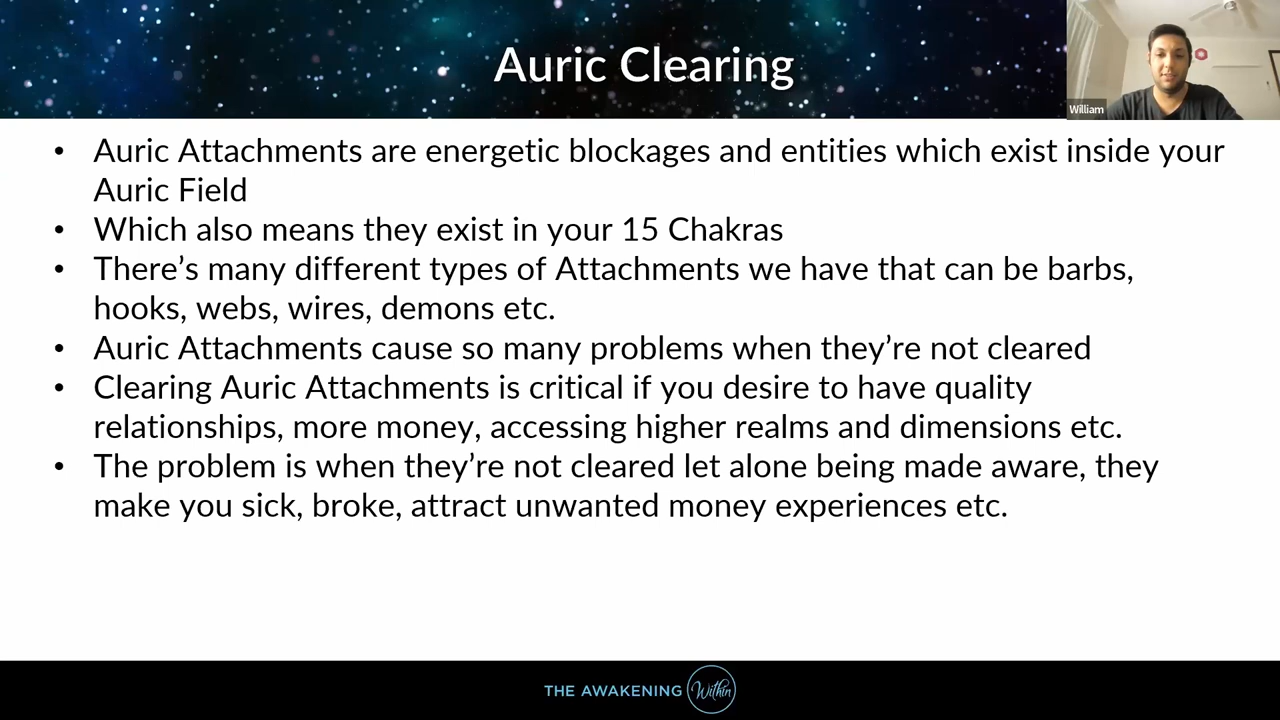 Auric Clearing
William
• Auric Attachments are energetic blockages and entities which exist inside your
Auric Field
• Which also means they exist in your 15 Chakras
• There’s many different types of Attachments we have that can be barbs,
hooks, webs, wires, demons etc.
• Auric Attachments cause so many problems when they’re not cleared
• Clearing Auric Attachments is critical if you desire to have quality
relationships, more money, accessing higher realms and dimensions etc.
• The problem is when they’re not cleared let alone being made aware, they
make you sick, broke, attract unwanted money experiences etc.
THE AWAKENING Within